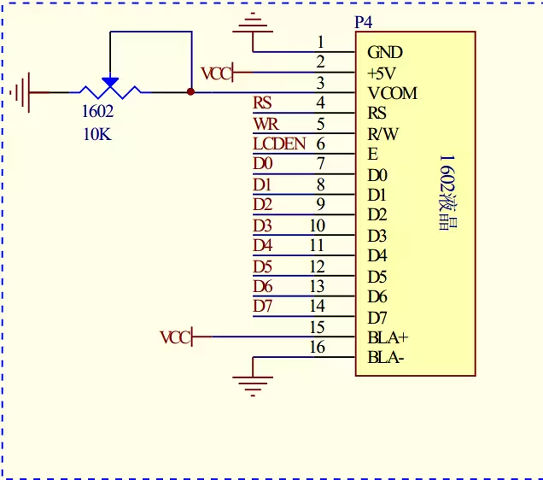 P4
1 GND
VCC 2 +5V
3 VCOM
1602
10K
RS 4 RS
WR 5 R/W
LCDEN 6 E
D0 7 D0
D1 8 D1
D2 9 D2
D3 10 D3
D4 11 D4
D5 12 D5
D6 13 D6
D7 14 D7
VCC 15 BLA+
16 BLA-
1602液晶